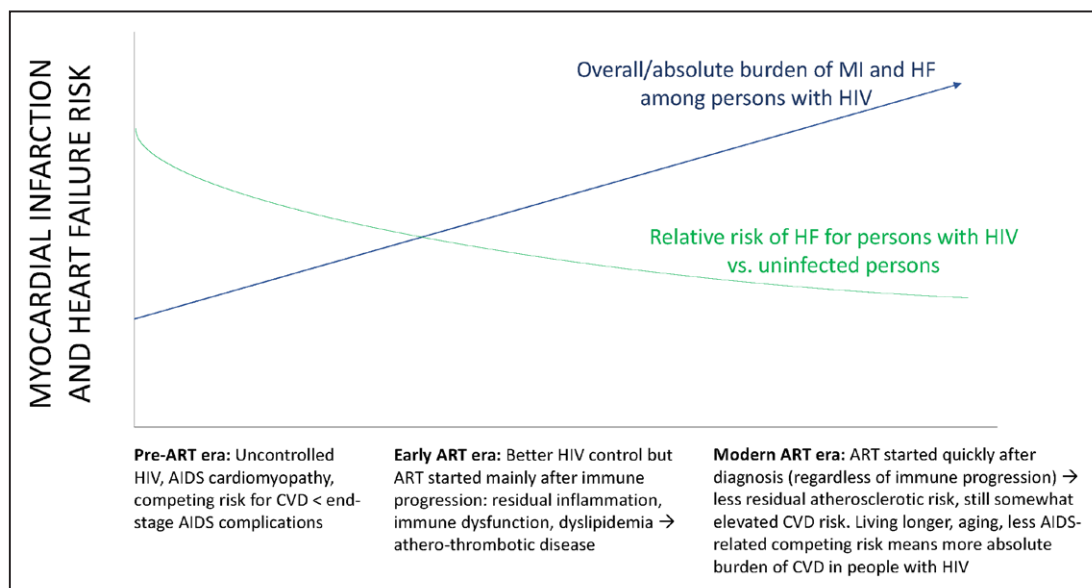 MYOCARDIAL INFARCTION
AND HEART FAILURE RISK
Overall/absolute burden of MI and HF
among persons with HIV
Relative risk of HF for persons with HIV
vs. uninfected persons
Pre-ART era: Uncontrolled
HIV, AIDS cardiomyopathy,
competing risk for CVD < end-
stage AIDS complications
Early ART era: Better HIV control but
ART started mainly after immune
progression: residual inflammation,
immune dysfunction, dyslipidemia →
athero-thrombotic disease
Modern ART era: ART started quickly after
diagnosis (regardless of immune progression) →
less residual atherosclerotic risk, still somewhat
elevated CVD risk. Living longer, aging, less AIDS-
related competing risk means more absolute
burden of CVD in people with HIV